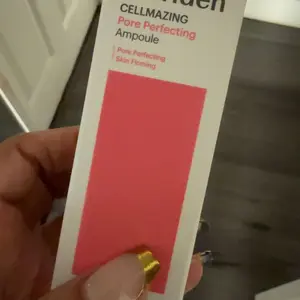 CELLMAZING
Pore Perfecting
Ampoule
Pore Perfecting
Skin Firming